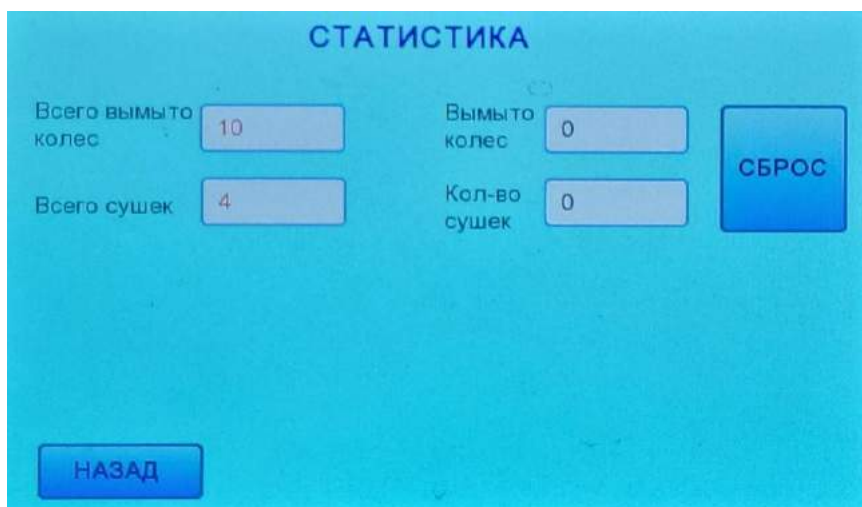 СТАТИСТИКА
Всего вымыто
колес
10
Вымыто
колес
0
СБРОС
Всего сушек
4
Кол-во
сушек
0
НАЗАД